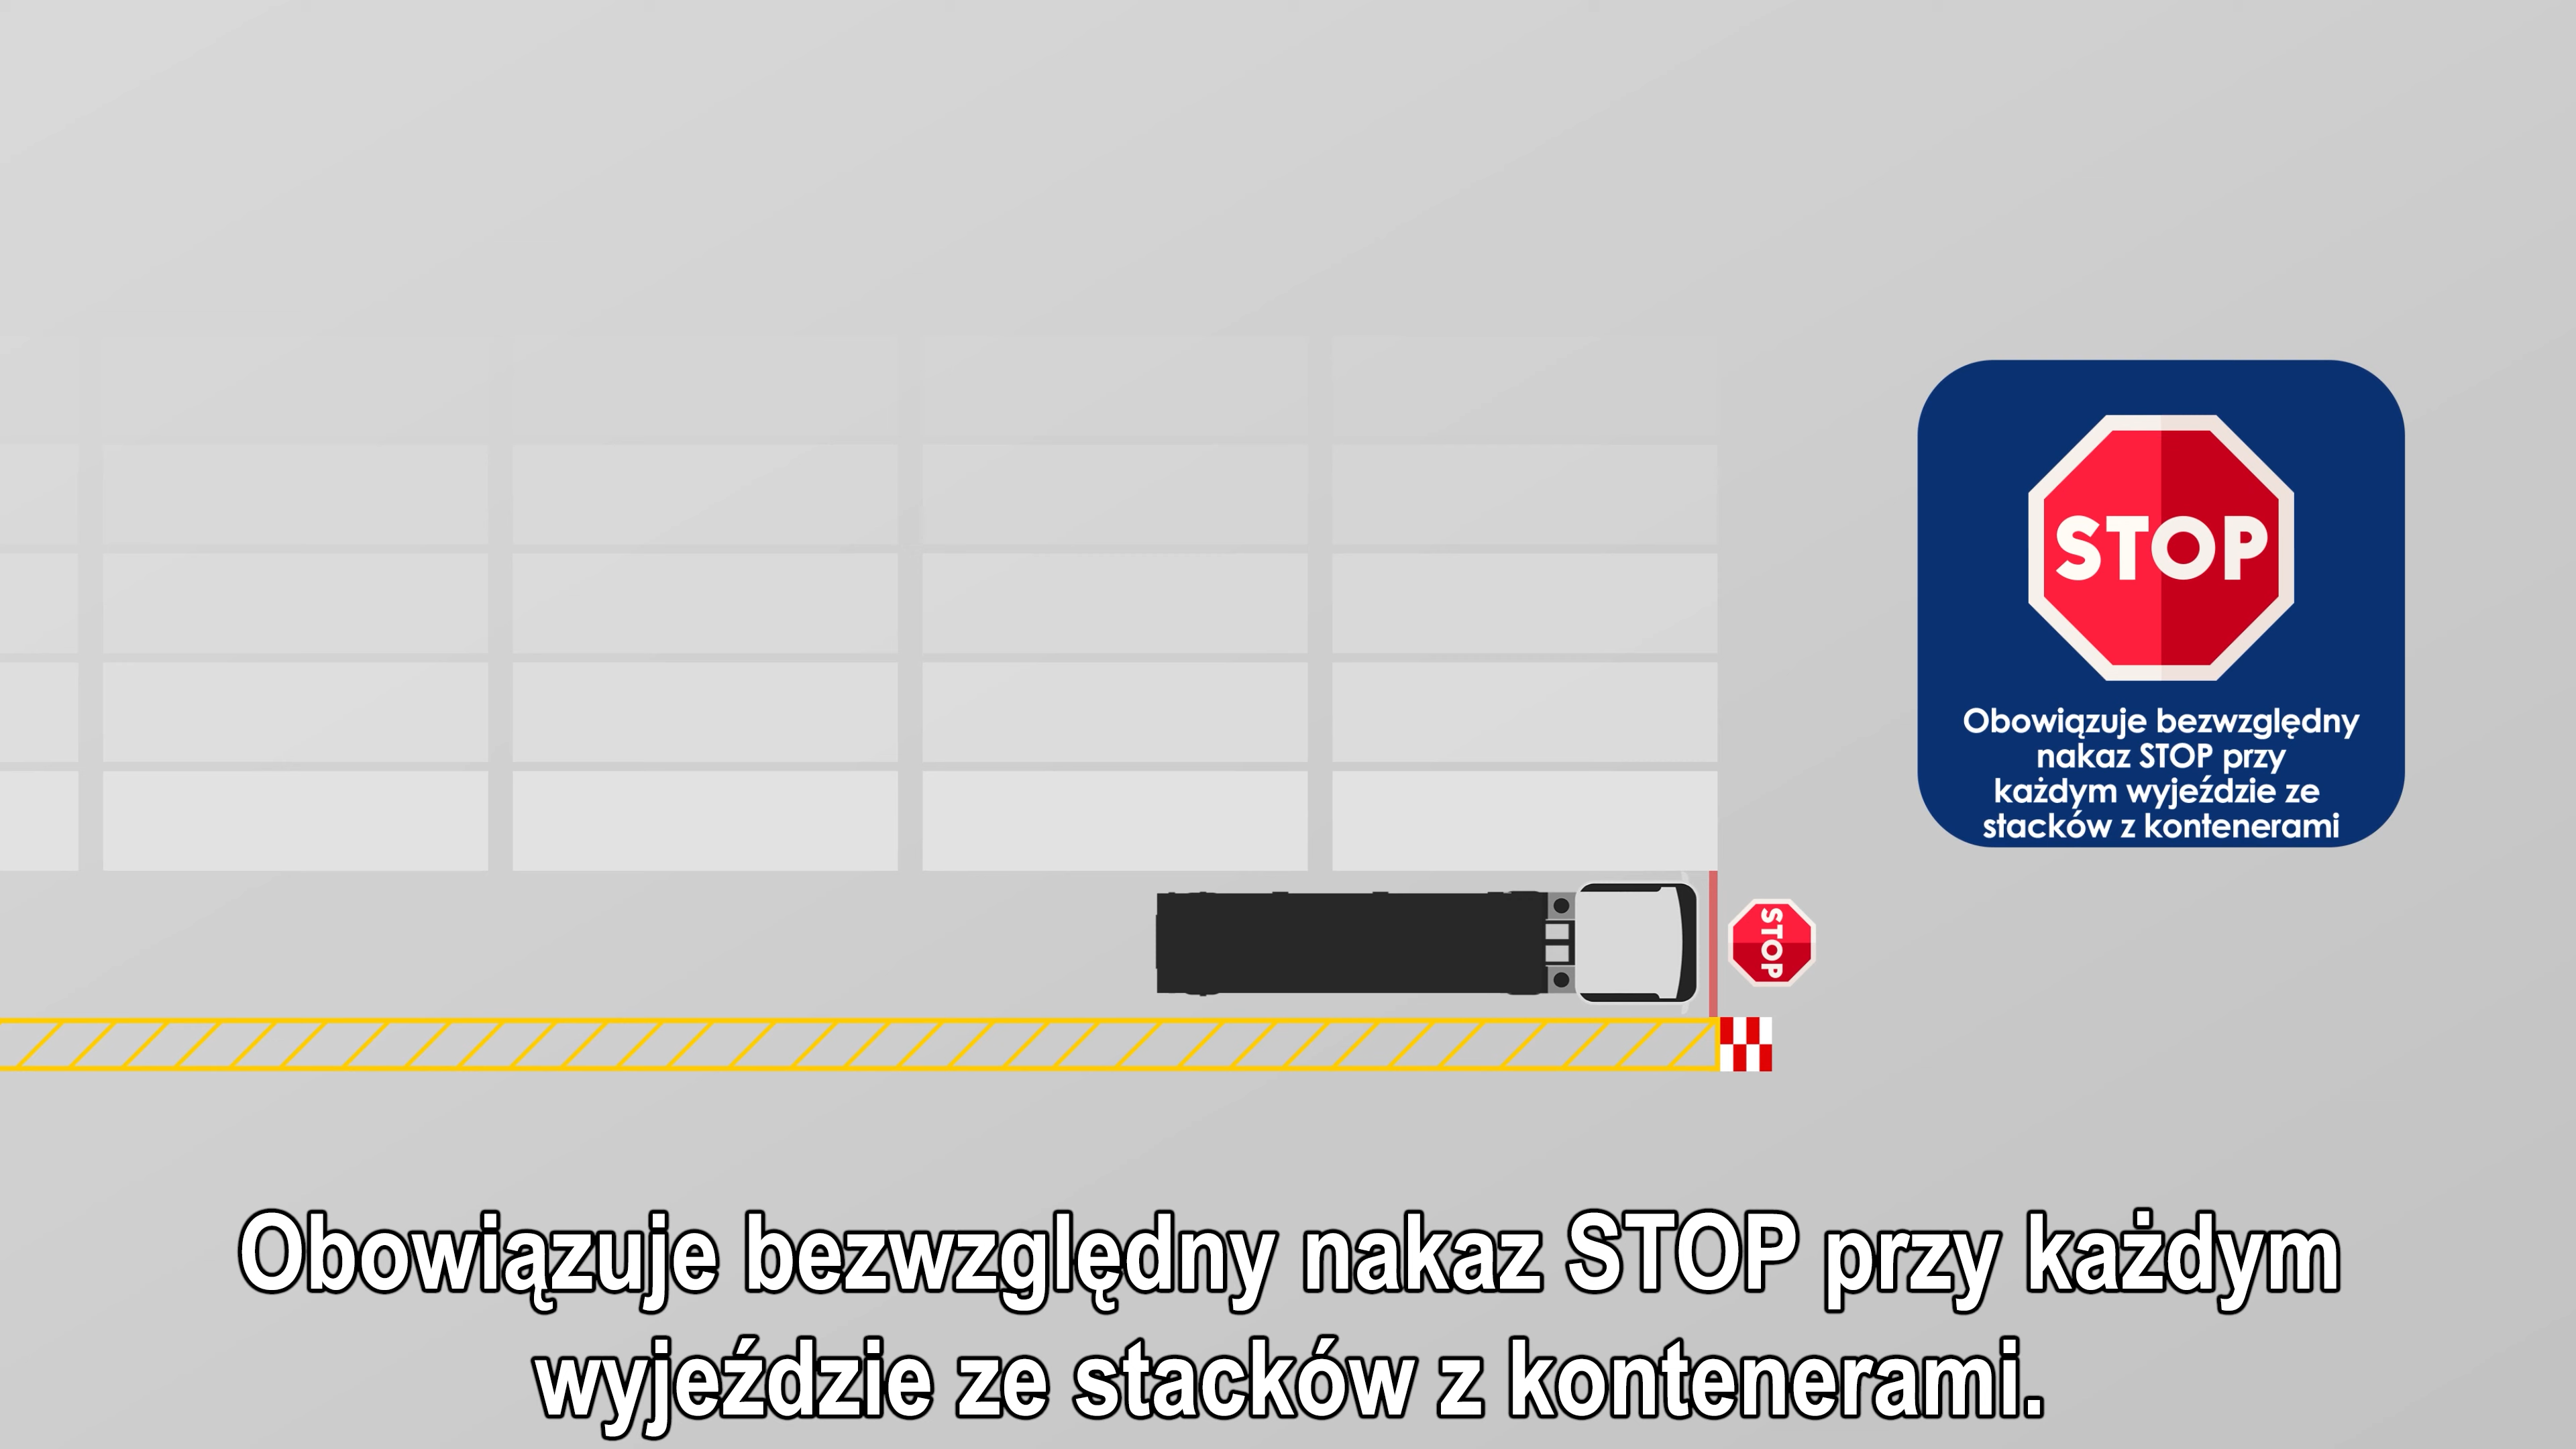 STOP
Obowiązuje bezwzględny
nakaz STOP przy
każdym wyjeździe ze
stacków z kontenerami
STOP
Obowiązuje bezwzględny nakaz STOP przy każdym
wyjeździe ze stacków z kontenerami.